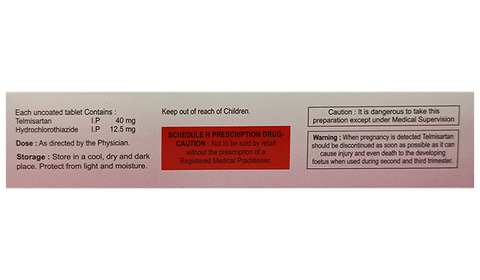 Each uncoated tablet Contains :
Telmisartan I.P 40 mg
Hydrochlorothiazide I.P 12.5 mg
Dose : As directed by the Physician.
Storage : Store in a cool, dry and dark
place. Protect from light and moisture.
Keep out of reach of Children.
SCHEDULE H PRESCRIPTION DRUG-
CAUTION : Not to be sold by retail
without the prescription of a
Registered Medical Practitioner.
Caution : It is dangerous to take this
preparation except under Medical Supervision
Warning : When pregnancy is detected Telmisartan
should be discontinued as soon as possible as it can
cause injury and even death to the developing
foetus when used during second and third trimester.